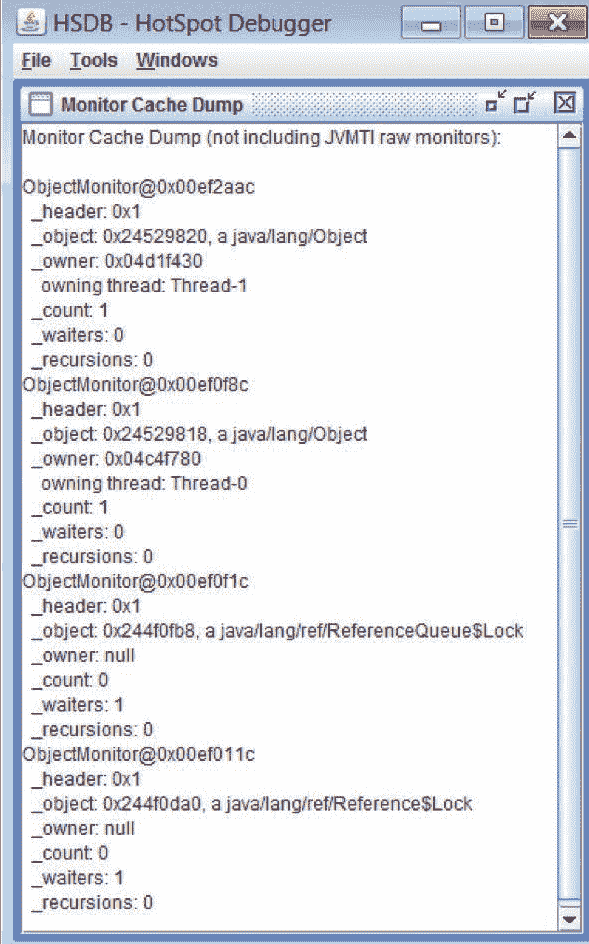 HSDB - HotSpot Debugger
File Tools Windows
Monitor Cache Dump
Monitor Cache Dump (not including JVMTI raw monitors):
ObjectMonitor@0x00ef2aac
_header: 0x1
_object: 0x24529820, a java/lang/Object
_owner: 0x04d1f430
owning thread: Thread-1
_count: 1
_waiters: 0
_recursions: 0
ObjectMonitor@0x00ef0f8c
_header: 0x1
_object: 0x24529818, a java/lang/Object
_owner: 0x04c4f780
owning thread: Thread-0
_count: 1
_waiters: 0
_recursions: 0
ObjectMonitor@0x00ef0f1c
_header: 0x1
_object: 0x244f0fb8, a java/lang/ref/ReferenceQueue$Lock
_owner: null
_count: 0
_waiters: 1
_recursions: 0
ObjectMonitor@0x00ef011c
_header: 0x1
_object: 0x244f0da0, a java/lang/ref/Reference$Lock
_owner: null
_count: 0
_waiters: 1
_recursions: 0